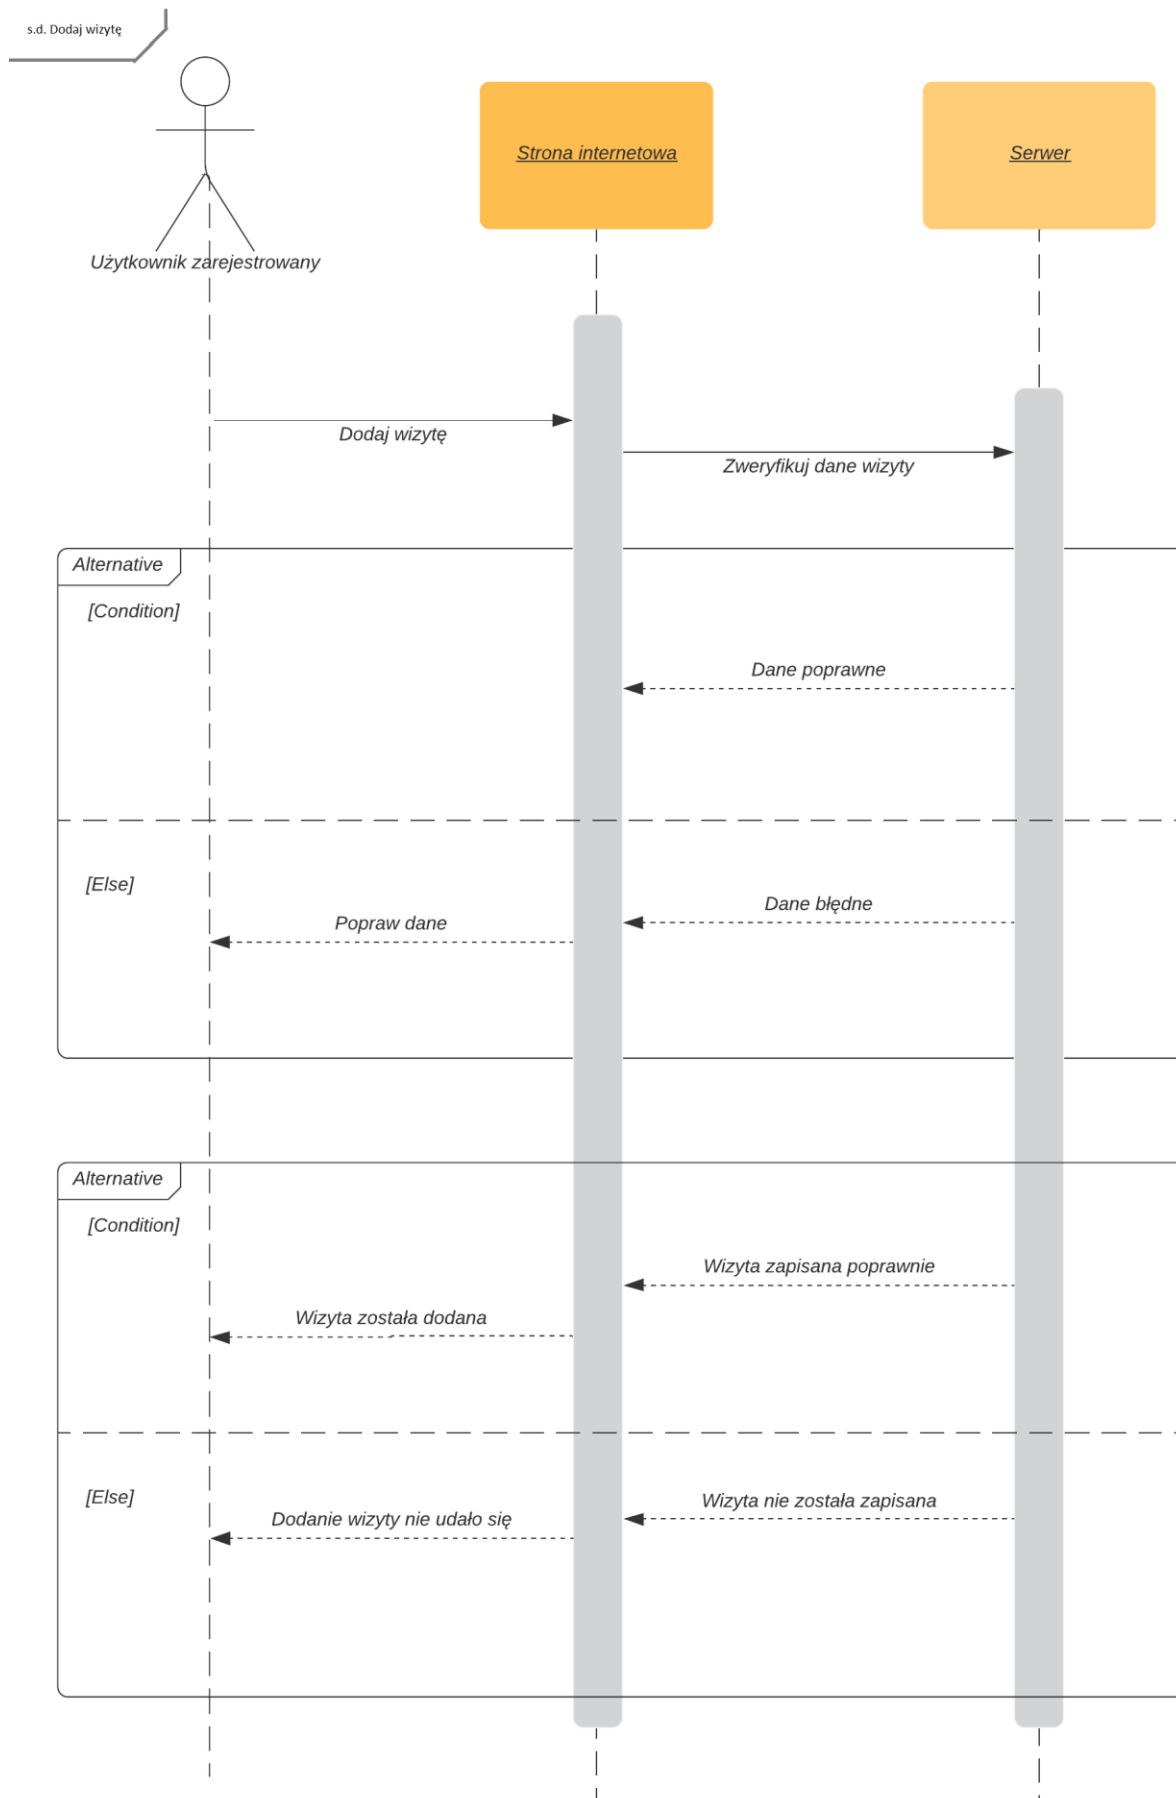 s.d. Dodaj wizytę
Strona internetowa
Serwer
Użytkownik zarejestrowany
Dodaj wizytę
Zweryfikuj dane wizyty
Alternative
[Condition]
Dane poprawne
[Else]
Dane błędne
Popraw dane
Alternative
[Condition]
Wizyta zapisana poprawnie
Wizyta została dodana
[Else]
Wizyta nie została zapisana
Dodanie wizyty nie udało się